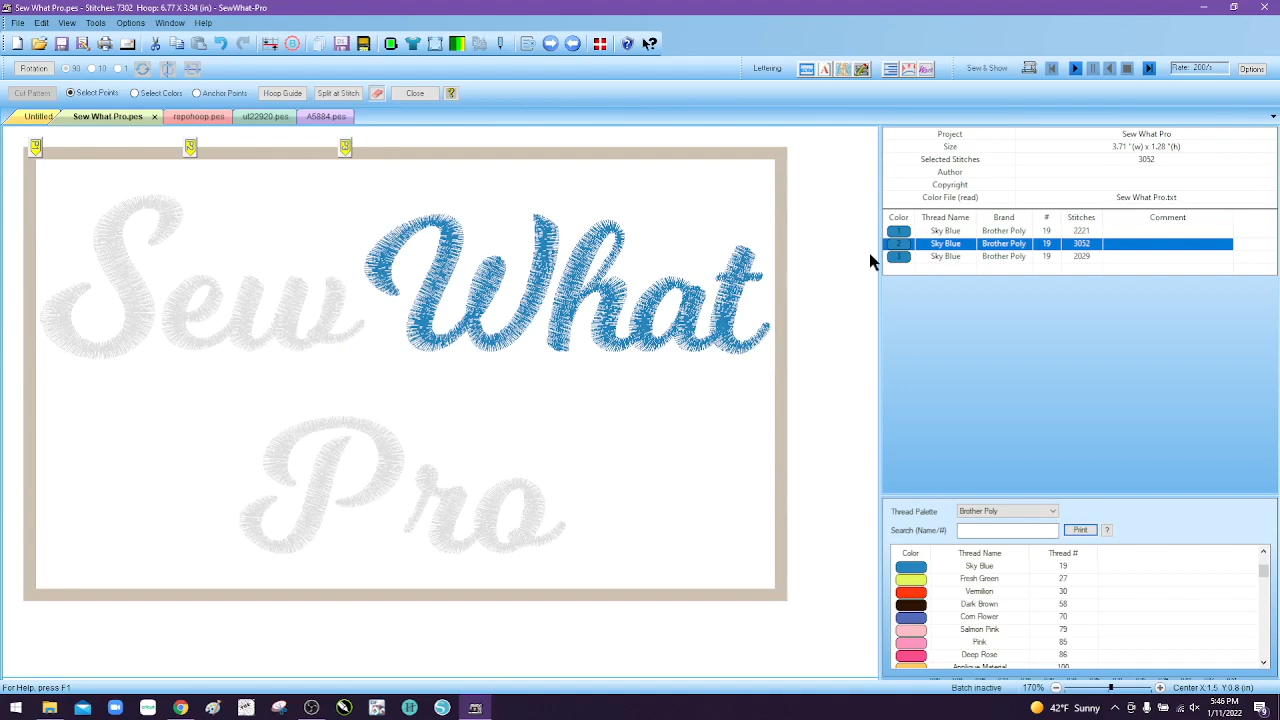 Sew What Pro.pes - Stitches: 7302 Hoop: 6.77 X 3.94 (in) - SewWhat-Pro
File Edit View Tools Options Window Help
Rotation 90 10 1 Lettering Sew & Show Rate: 200/s Options
Cut Pattern Select Points Select Colors Anchor Points Hoop Guide Split at Stitch Close
Untitled Sew What Pro.pes × repohoop.pes ut22920.pes A5884.pes
Project Sew What Pro
Size 3.71 "(w) x 1.28 "(h)
Selected Stitches 3052
Author
Copyright
Color File (read) Sew What Pro.txt
Color Thread Name Brand # Stitches Comment
1 Sky Blue Brother Poly 19 2221
2 Sky Blue Brother Poly 19 3052
3 Sky Blue Brother Poly 19 2029
Sew What
Pro
Thread Palette Brother Poly
Search (Name/#) Print ?
Color Thread Name Thread #
Sky Blue 19
Fresh Green 27
Vermilion 30
Dark Brown 58
Corn Flower 70
Salmon Pink 79
Pink 85
Deep Rose 86
Applique Material 100
For Help, press F1 Batch inactive 170% Center X:1.5, Y:0.8 (in)
42°F Sunny 5:46 PM
1/11/2022